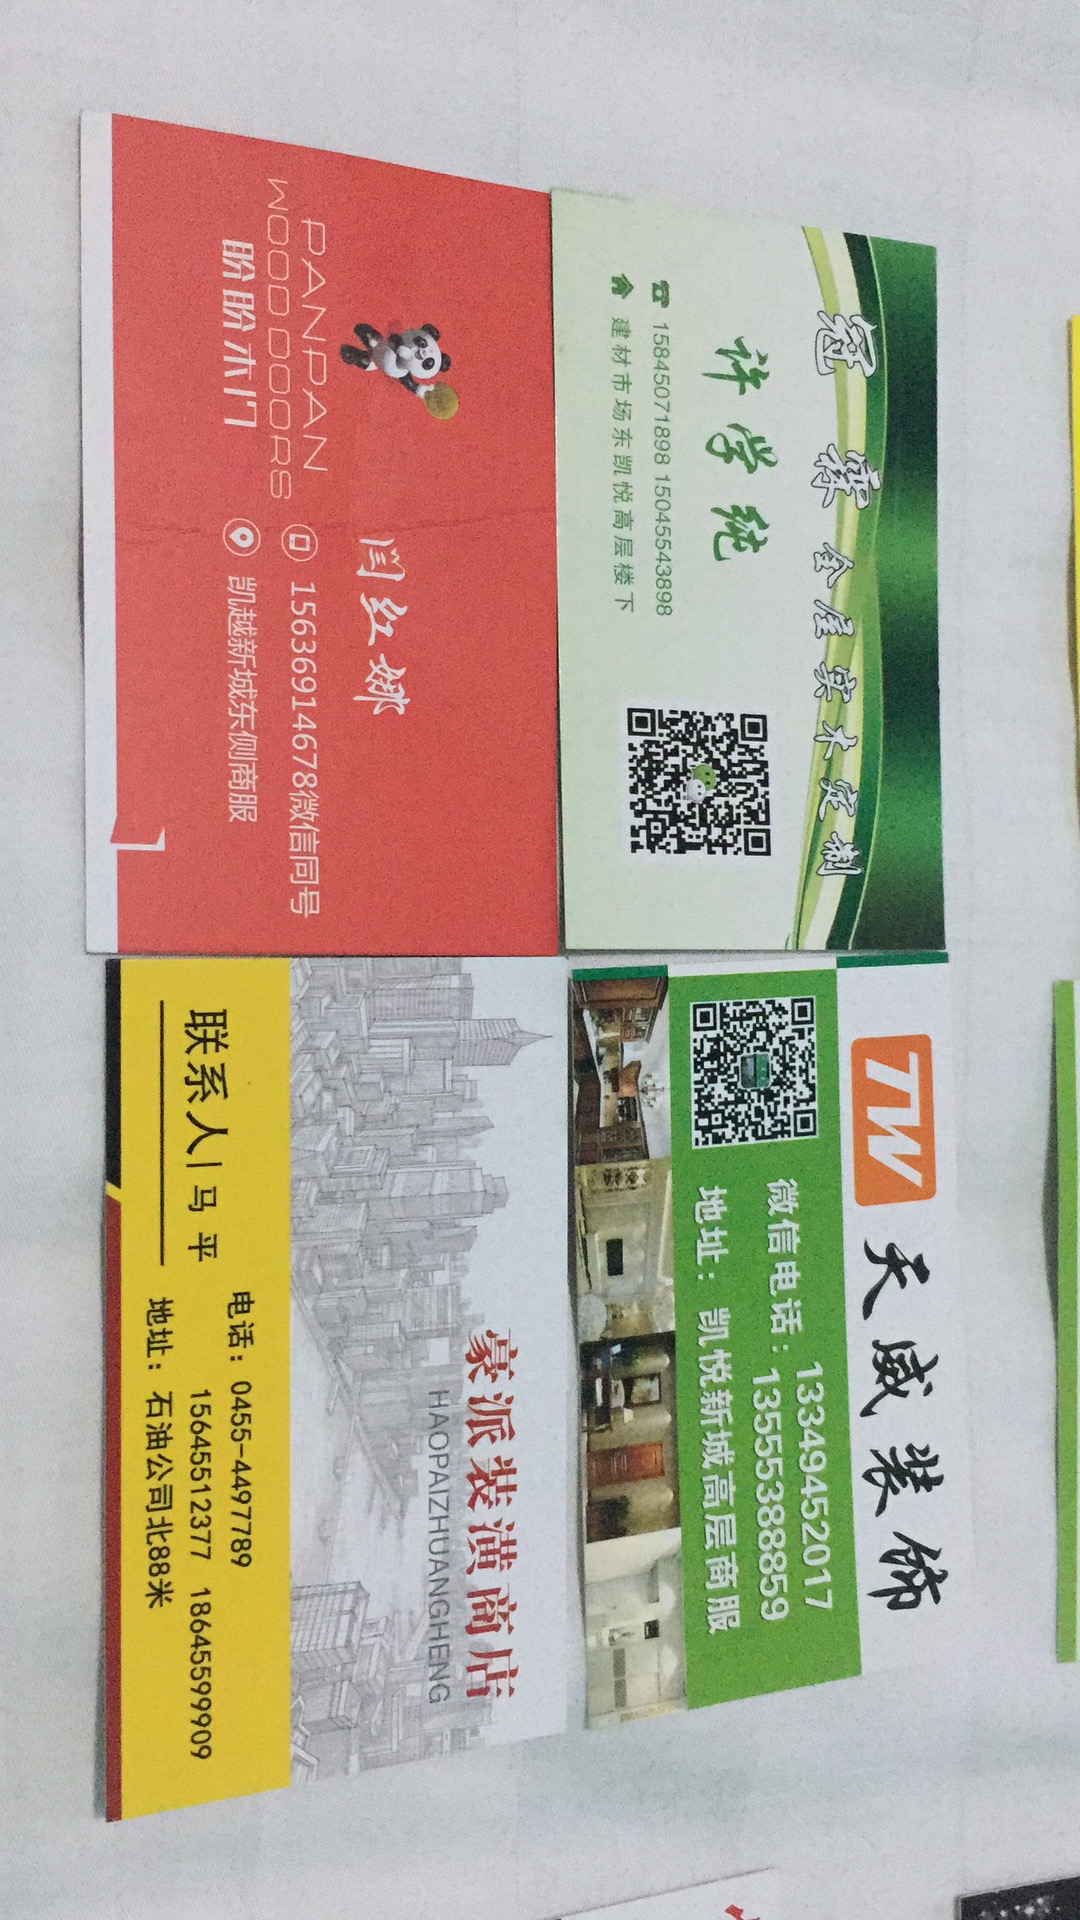 冠霖全屋实木定制
许学纯
15845071898 15045543898
建材市场东凯悦高层楼下
PANPAN
WOOD DOORS
盼盼木门
闫红娜
15636914678微信同号
凯越新城东侧商服
TW
天威装饰
微信电话：13349452017
13555388859
地址：凯悦新城高层商服
豪派装潢商店
HAOPAIZHUANGHENG
联系人 | 马平
电话：0455-4497789
15645512377 18645599909
地址：石油公司北88米